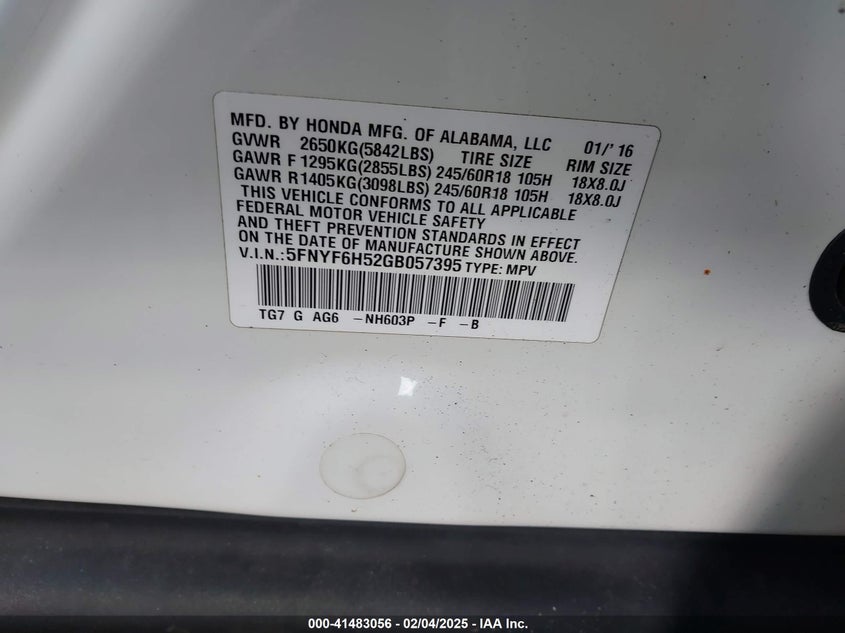 MFD. BY HONDA MFG. OF ALABAMA, LLC 01/' 16
GVWR 2650KG(5842LBS) TIRE SIZE RIM SIZE
GAWR F 1295KG(2855LBS) 245/60R18 105H 18X8.0J
GAWR R 1405KG(3098LBS) 245/60R18 105H 18X8.0J
THIS VEHICLE CONFORMS TO ALL APPLICABLE
FEDERAL MOTOR VEHICLE SAFETY
AND THEFT PREVENTION STANDARDS IN EFFECT
ON THE DATE OF MANUFACTURE SHOWN ABOVE.
V.I.N.: 5FNYF6H52GB057395 TYPE: MPV
TG7 G AG6 -NH603P -F -B
000-41483056 - 02/04/2025 - IAA Inc.